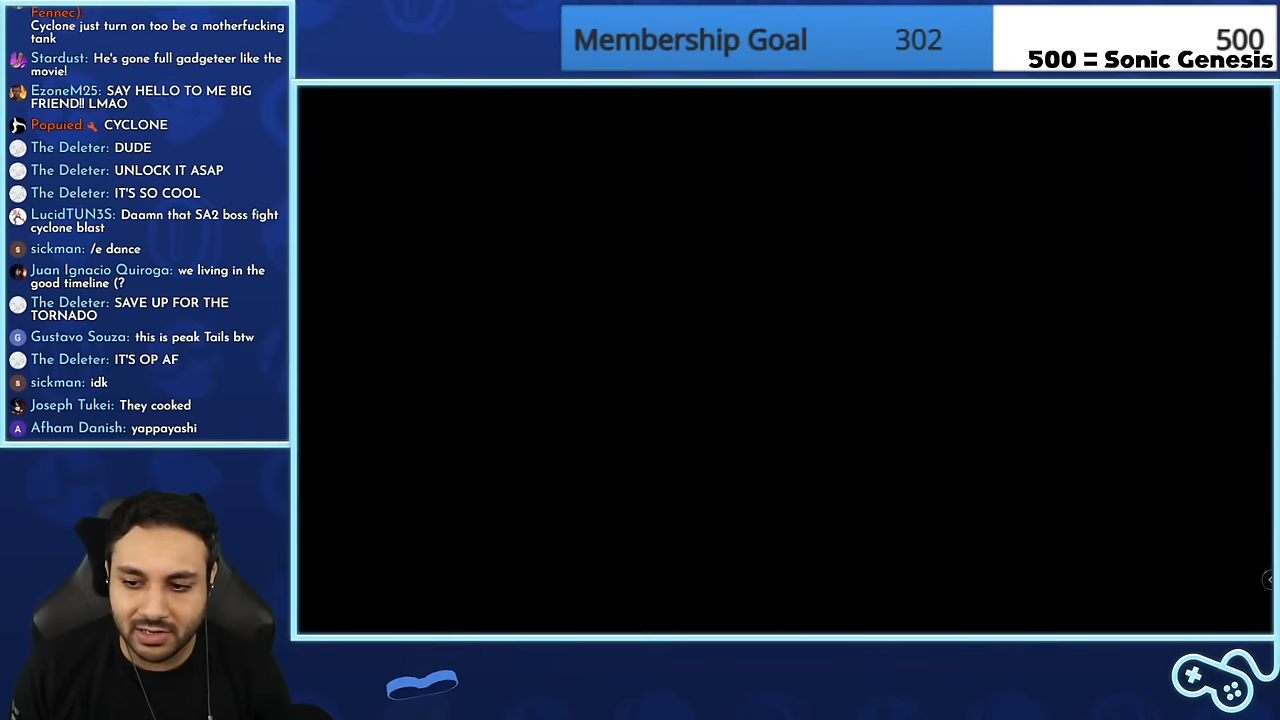 Fennec):
Cyclone just turn on too be a motherfucking
tank
Stardust: He's gone full gadgeteer like the
movie!
EzoneM25: SAY HELLO TO ME BIG
FRIEND!! LMAO
Popuied: CYCLONE
The Deleter: DUDE
The Deleter: UNLOCK IT ASAP
The Deleter: IT'S SO COOL
LucidTUN3S: Daamn that SA2 boss fight
cyclone blast
sickman: /e dance
Juan Ignacio Quiroga: we living in the
good timeline (?
The Deleter: SAVE UP FOR THE
TORNADO
Gustavo Souza: this is peak Tails btw
The Deleter: IT'S OP AF
sickman: idk
Joseph Tukei: They cooked
Afham Danish: yappayashi
Membership Goal 302 500
500 = Sonic Genesis